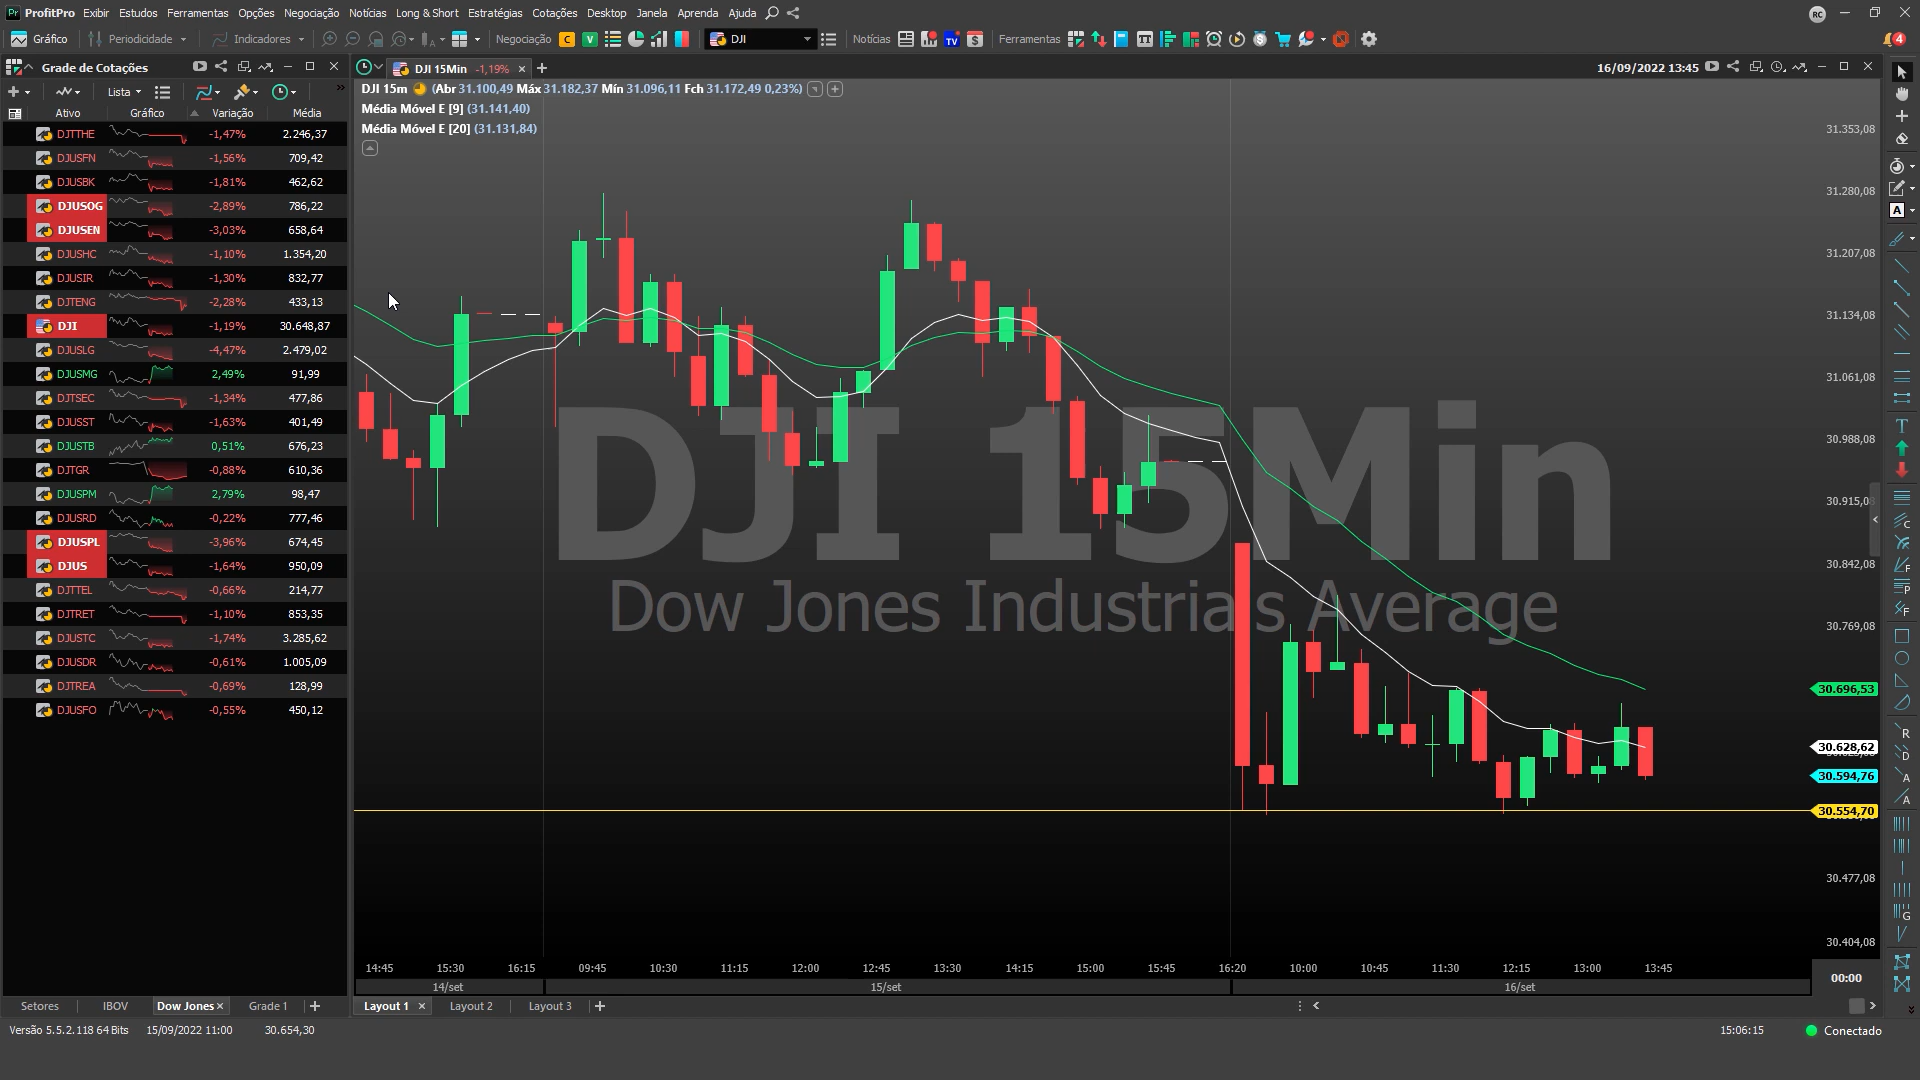 ProfitPro Exibir Estudos Ferramentas Opções Negociação Notícias Long & Short Estratégias Cotações Desktop Janela Aprenda Ajuda RC
Gráfico Periodicidade Indicadores Negociação C V DJI Notícias TV $ Ferramentas TT 4
Grade de Cotações
DJI 15Min -1,19% 16/09/2022 13:45
Lista
Ativo Gráfico Variação Média
DJTTHE -1,47% 2.246,37
DJUSFN -1,56% 709,42
DJUSBK -1,81% 462,62
DJUSOG -2,89% 786,22
DJUSEN -3,03% 658,64
DJUSHC -1,10% 1.354,20
DJUSIR -1,30% 832,77
DJTENG -2,28% 433,13
DJI -1,19% 30.648,87
DJUSLG -4,47% 2.479,02
DJUSMG 2,49% 91,99
DJTSEC -1,34% 477,86
DJUSST -1,63% 401,49
DJUSTB 0,51% 676,23
DJTGR -0,88% 610,36
DJUSPM 2,79% 98,47
DJUSRD -0,22% 777,46
DJUSPL -3,96% 674,45
DJUS -1,64% 950,09
DJTTEL -0,66% 214,77
DJTRET -1,10% 853,35
DJUSTC -1,74% 3.285,62
DJUSDR -0,61% 1.005,09
DJTREA -0,69% 128,99
DJUSFO -0,55% 450,12
DJI 15m (Abr 31.100,49 Máx 31.182,37 Mín 31.096,11 Fch 31.172,49 0,23%)
Média Móvel E [9] (31.141,40)
Média Móvel E [20] (31.131,84)
DJI 15Min
Dow Jones Industrials Average
31.353,08
31.280,08
31.207,08
31.134,08
31.061,08
30.988,08
30.915,08
30.842,08
30.769,08
30.696,53
30.628,62
30.594,76
30.554,70
30.477,08
30.404,08
14:45 15:30 16:15 09:45 10:30 11:15 12:00 12:45 13:30 14:15 15:00 15:45 16:20 10:00 10:45 11:30 12:15 13:00 13:45
00:00
14/set 15/set 16/set
Setores IBOV Dow Jones Grade 1
Layout 1 Layout 2 Layout 3
Versão 5.5.2.118 64 Bits 15/09/2022 11:00 30.654,30 15:06:15 Conectado